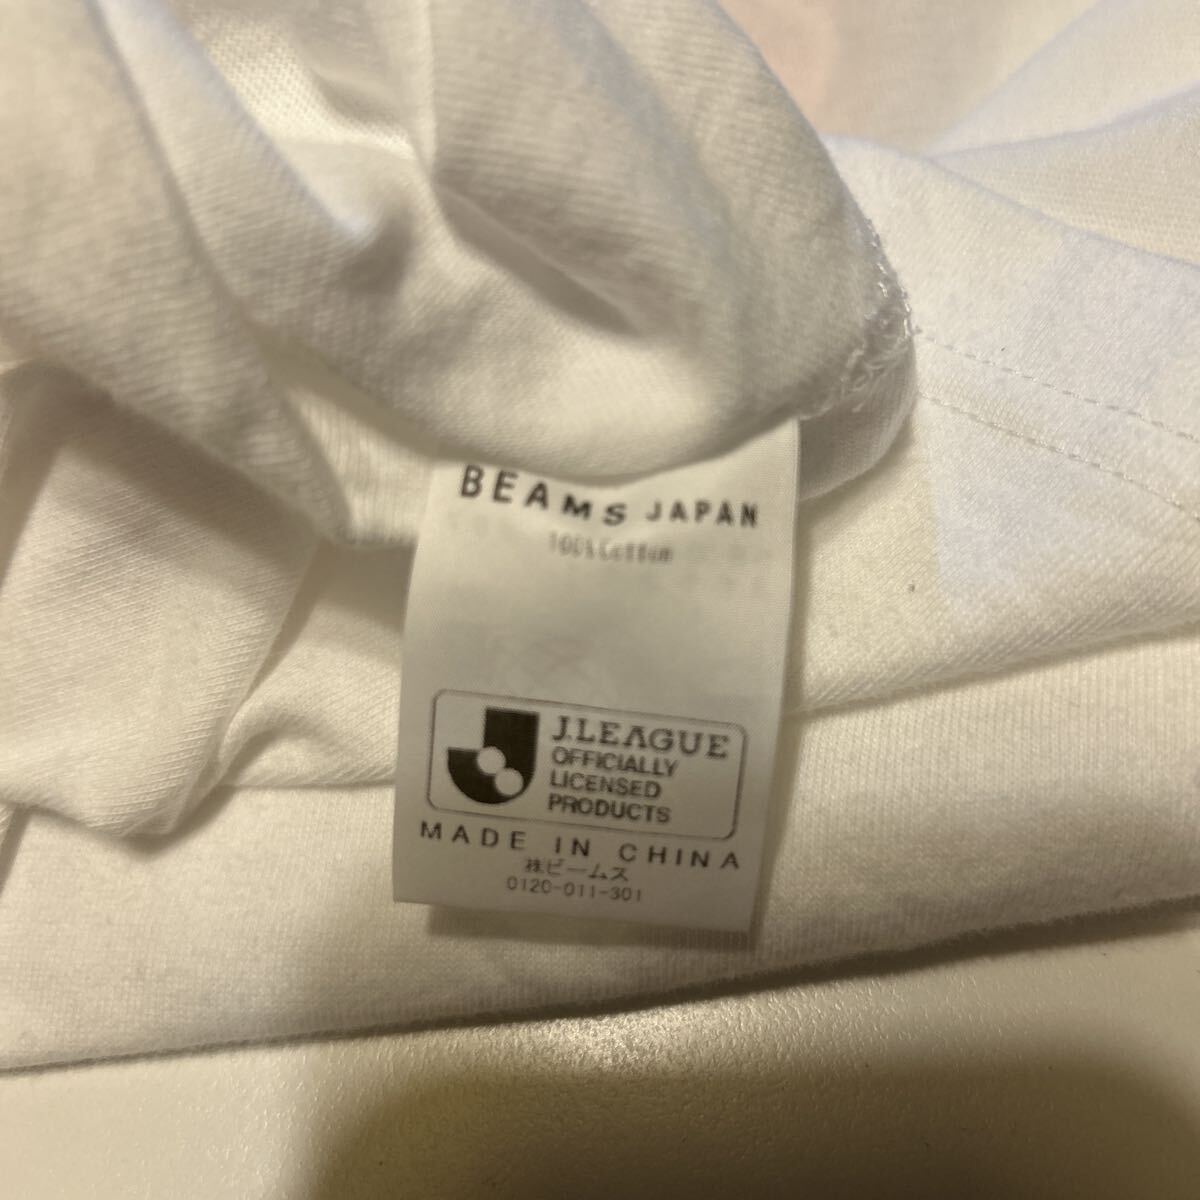 BEAMS JAPAN
100% Cotton
J.LEAGUE
OFFICIALLY
LICENSED
PRODUCTS
MADE IN CHINA
㈱ビームス
0120-011-301